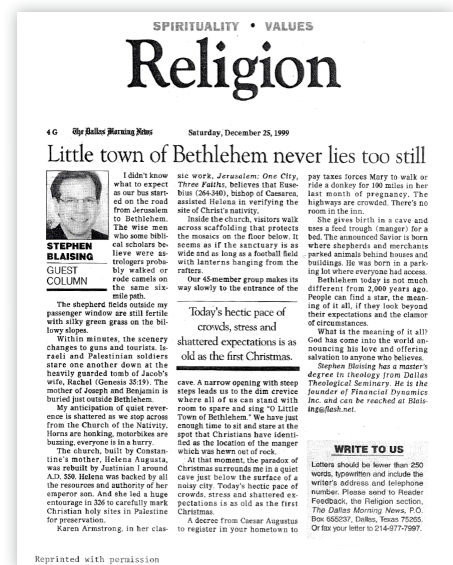 SPIRITUALITY • VALUES
Religion
4 G The Dallas Morning News Saturday, December 25, 1999
Little town of Bethlehem never lies too still
STEPHEN
BLAISING
GUEST
COLUMN
I didn't know
what to expect
as our bus start-
ed on the road
from Jerusalem
to Bethlehem.
The wise men
who some bibli-
cal scholars be-
lieve were as-
trologers proba-
bly walked or
rode camels on
the same six-
mile path.
The shepherd fields outside my
passenger window are still fertile
with silky green grass on the bil-
lowy slopes.
Within minutes, the scenery
changes to guns and tourists. Is-
raeli and Palestinian soldiers
stare one another down at the
heavily guarded tomb of Jacob's
wife, Rachel (Genesis 35:19). The
mother of Joseph and Benjamin is
buried just outside Bethlehem.
My anticipation of quiet rever-
ence is shattered as we stop across
from the Church of the Nativity.
Horns are honking, motorbikes are
buzzing, everyone is in a hurry.
The church, built by Constan-
tine's mother, Helena Augusta,
was rebuilt by Justinian I around
A.D. 550. Helena was backed by all
the resources and authority of her
emperor son. And she led a huge
entourage in 326 to carefully mark
Christian holy sites in Palestine
for preservation.
Karen Armstrong, in her clas-
sic work, Jerusalem: One City,
Three Faiths, believes that Euse-
bius (264-340), bishop of Caesaren,
assisted Helena in verifying the
site of Christ's nativity.
Inside the church, visitors walk
across scaffolding that protects
the mosaics on the floor below. It
seems as if the sanctuary is as
wide and as long as a football field
with lanterns hanging from the
rafters.
Our 45-member group makes its
way slowly to the entrance of the
Today's hectic pace of
crowds, stress and
shattered expectations is as
old as the first Christmas.
cave. A narrow opening with steep
steps leads us to the dim crevice
where all of us can stand with
room to spare and sing "O Little
Town of Bethlehem." We have just
enough time to sit and stare at the
spot that Christians have identi-
fied as the location of the manger
which was hewn out of rock.
At that moment, the paradox of
Christmas surrounds me in a quiet
cave just below the surface of a
noisy city. Today's hectic pace of
crowds, stress and shattered ex-
pectations is as old as the first
Christmas.
A decree from Caesar Augustus
to register in your hometown to
pay taxes forces Mary to walk or
ride a donkey for 100 miles in her
last month of pregnancy. The
highways are crowded. There's no
room in the inn.
She gives birth in a cave and
uses a feed trough (manger) for a
bed. The announced Savior is born
where shepherds and merchants
parked animals behind houses and
buildings. He was born in a park-
ing lot where everyone had access.
Bethlehem today is not much
different from 2,000 years ago.
People can find a star, the mean-
ing of it all, if they look beyond
their expectations and the clamor
of circumstances.
What is the meaning of it all?
God has come into the world an-
nouncing his love and offering
salvation to anyone who believes.
Stephen Blaising has a master's
degree in theology from Dallas
Theological Seminary. He is the
founder of Financial Dynamics
Inc. and can be reached at Blais-
ing@flash.net.
WRITE TO US
Letters should be fewer than 250
words, typewritten and include the
writer's address and telephone
number. Please send to Reader
Feedback, the Religion section,
The Dallas Morning News, P.O.
Box 655237, Dallas, Texas 75265.
Or fax your letter to 214-977-7997.
Reprinted with permission